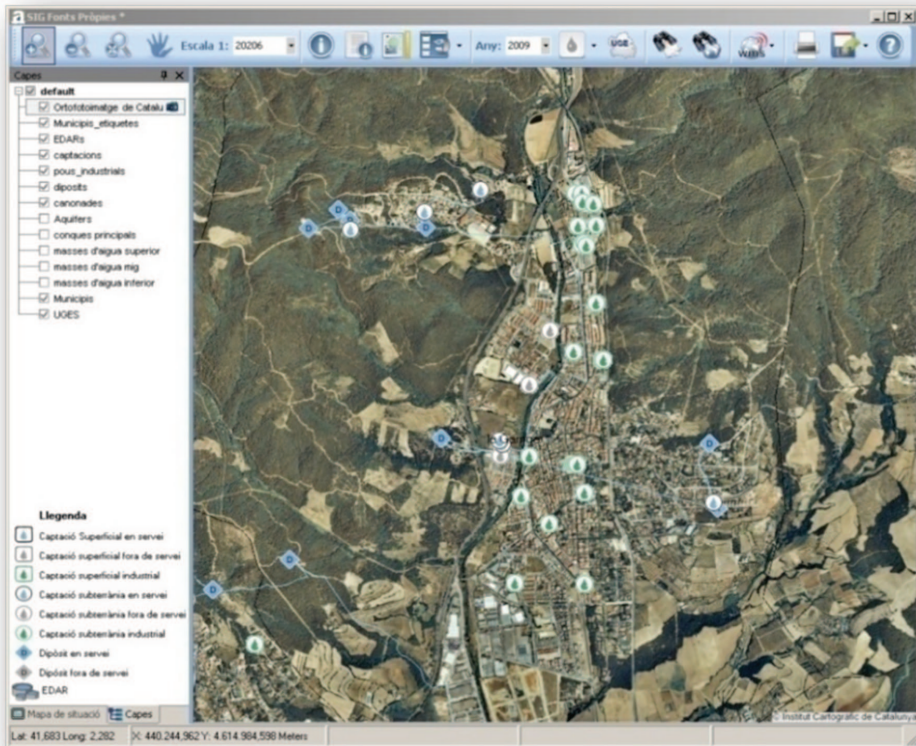 SIG Fonts Pròpies *
Escala 1: 20206
Any: 2009
UGE
Capes
default
Ortofotoimatge de Catalu
Municipis_etiquetes
EDARs
captacions
pous_industrials
diposits
canonades
Aquifers
conques principals
masses d'aigua superior
masses d'aigua mig
masses d'aigua inferior
Municipis
UGES
Llegenda
Captació Superficial en servei
Captació superficial fora de servei
Captació superficial industrial
Captació subterrània en servei
Captació subterrània fora de servei
Captació subterrània industrial
Dipòsit en servei
Dipòsit fora de servei
EDAR
D
D
D
D
D
D
D
© Institut Cartogràfic de Catalunya
Mapa de situació
Capes
Lat: 41,683 Long: 2,282
X: 440.244,962 Y: 4.614.984,598 Meters